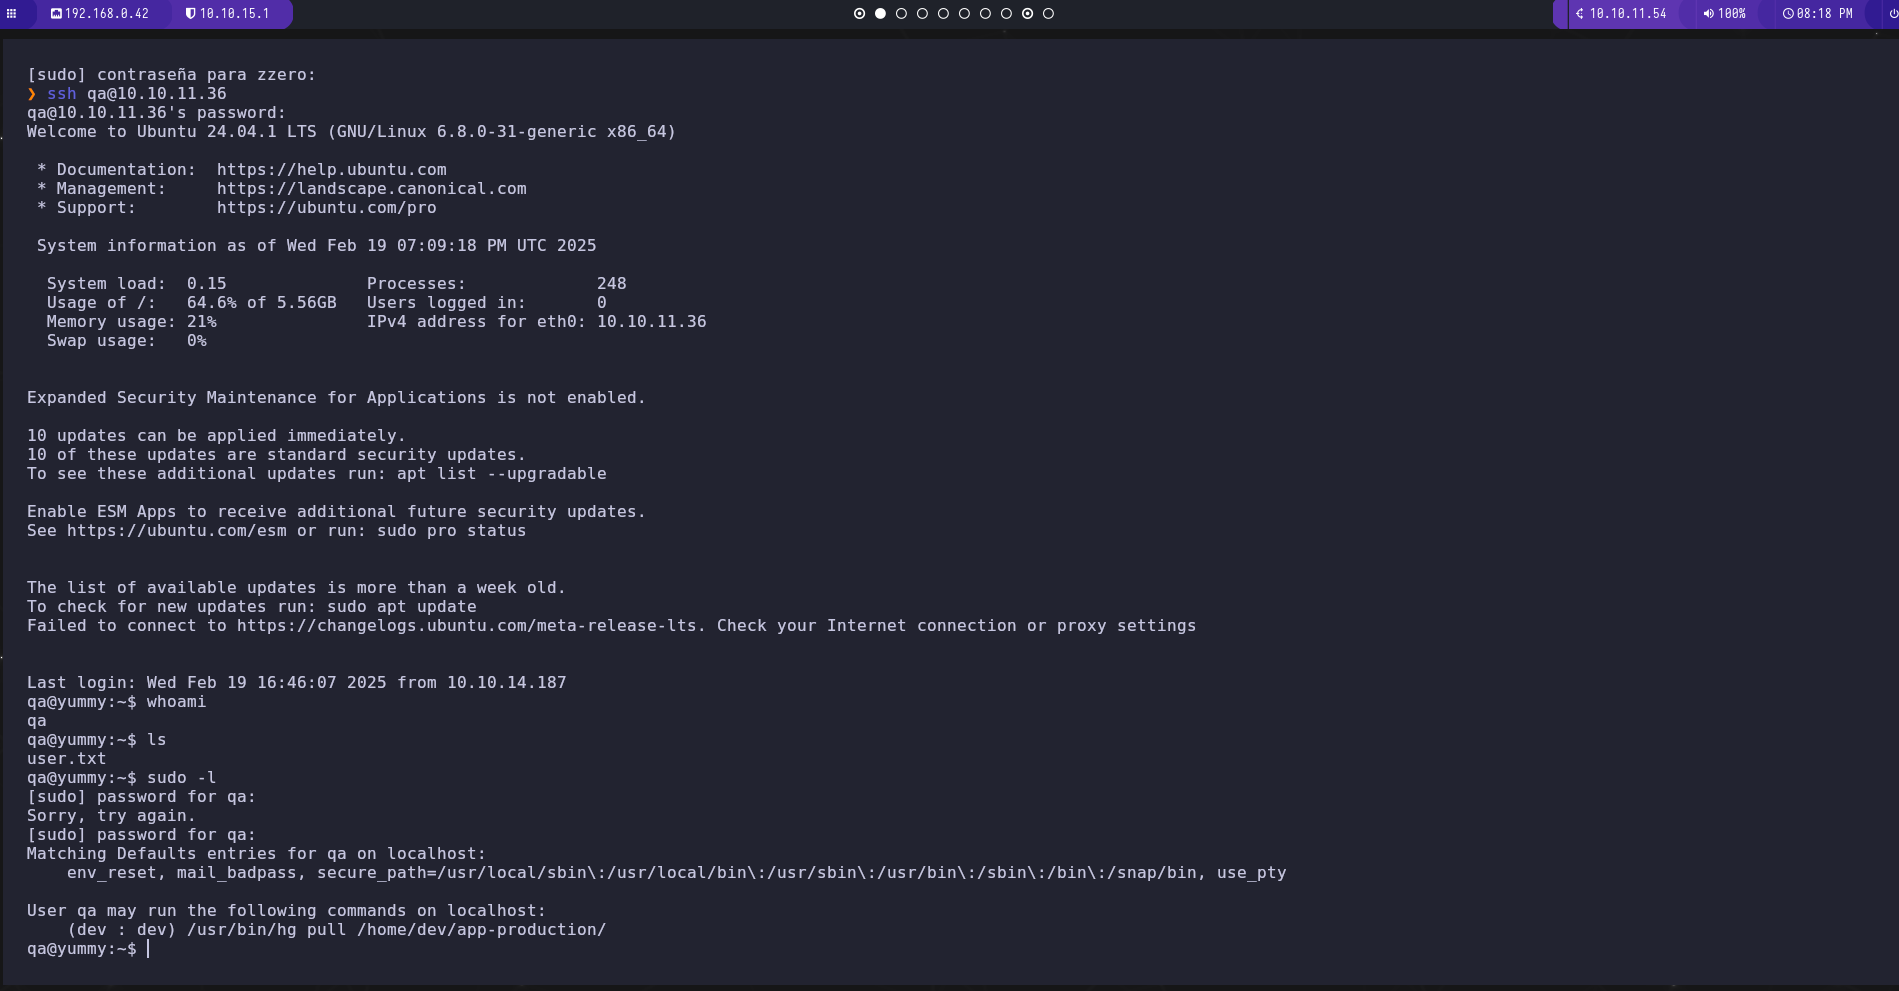 192.168.0.42 10.10.15.1 10.10.11.54 100% 08:18 PM
[sudo] contraseña para zzero:
❯ ssh qa@10.10.11.36
qa@10.10.11.36's password:
Welcome to Ubuntu 24.04.1 LTS (GNU/Linux 6.8.0-31-generic x86_64)
* Documentation:  https://help.ubuntu.com
* Management:     https://landscape.canonical.com
* Support:        https://ubuntu.com/pro
System information as of Wed Feb 19 07:09:18 PM UTC 2025
System load:  0.15              Processes:             248
Usage of /:   64.6% of 5.56GB   Users logged in:       0
Memory usage: 21%               IPv4 address for eth0: 10.10.11.36
Swap usage:   0%
Expanded Security Maintenance for Applications is not enabled.
10 updates can be applied immediately.
10 of these updates are standard security updates.
To see these additional updates run: apt list --upgradable
Enable ESM Apps to receive additional future security updates.
See https://ubuntu.com/esm or run: sudo pro status
The list of available updates is more than a week old.
To check for new updates run: sudo apt update
Failed to connect to https://changelogs.ubuntu.com/meta-release-lts. Check your Internet connection or proxy settings
Last login: Wed Feb 19 16:46:07 2025 from 10.10.14.187
qa@yummy:~$ whoami
qa
qa@yummy:~$ ls
user.txt
qa@yummy:~$ sudo -l
[sudo] password for qa:
Sorry, try again.
[sudo] password for qa:
Matching Defaults entries for qa on localhost:
env_reset, mail_badpass, secure_path=/usr/local/sbin\:/usr/local/bin\:/usr/sbin\:/usr/bin\:/sbin\:/bin\:/snap/bin, use_pty
User qa may run the following commands on localhost:
(dev : dev) /usr/bin/hg pull /home/dev/app-production/
qa@yummy:~$